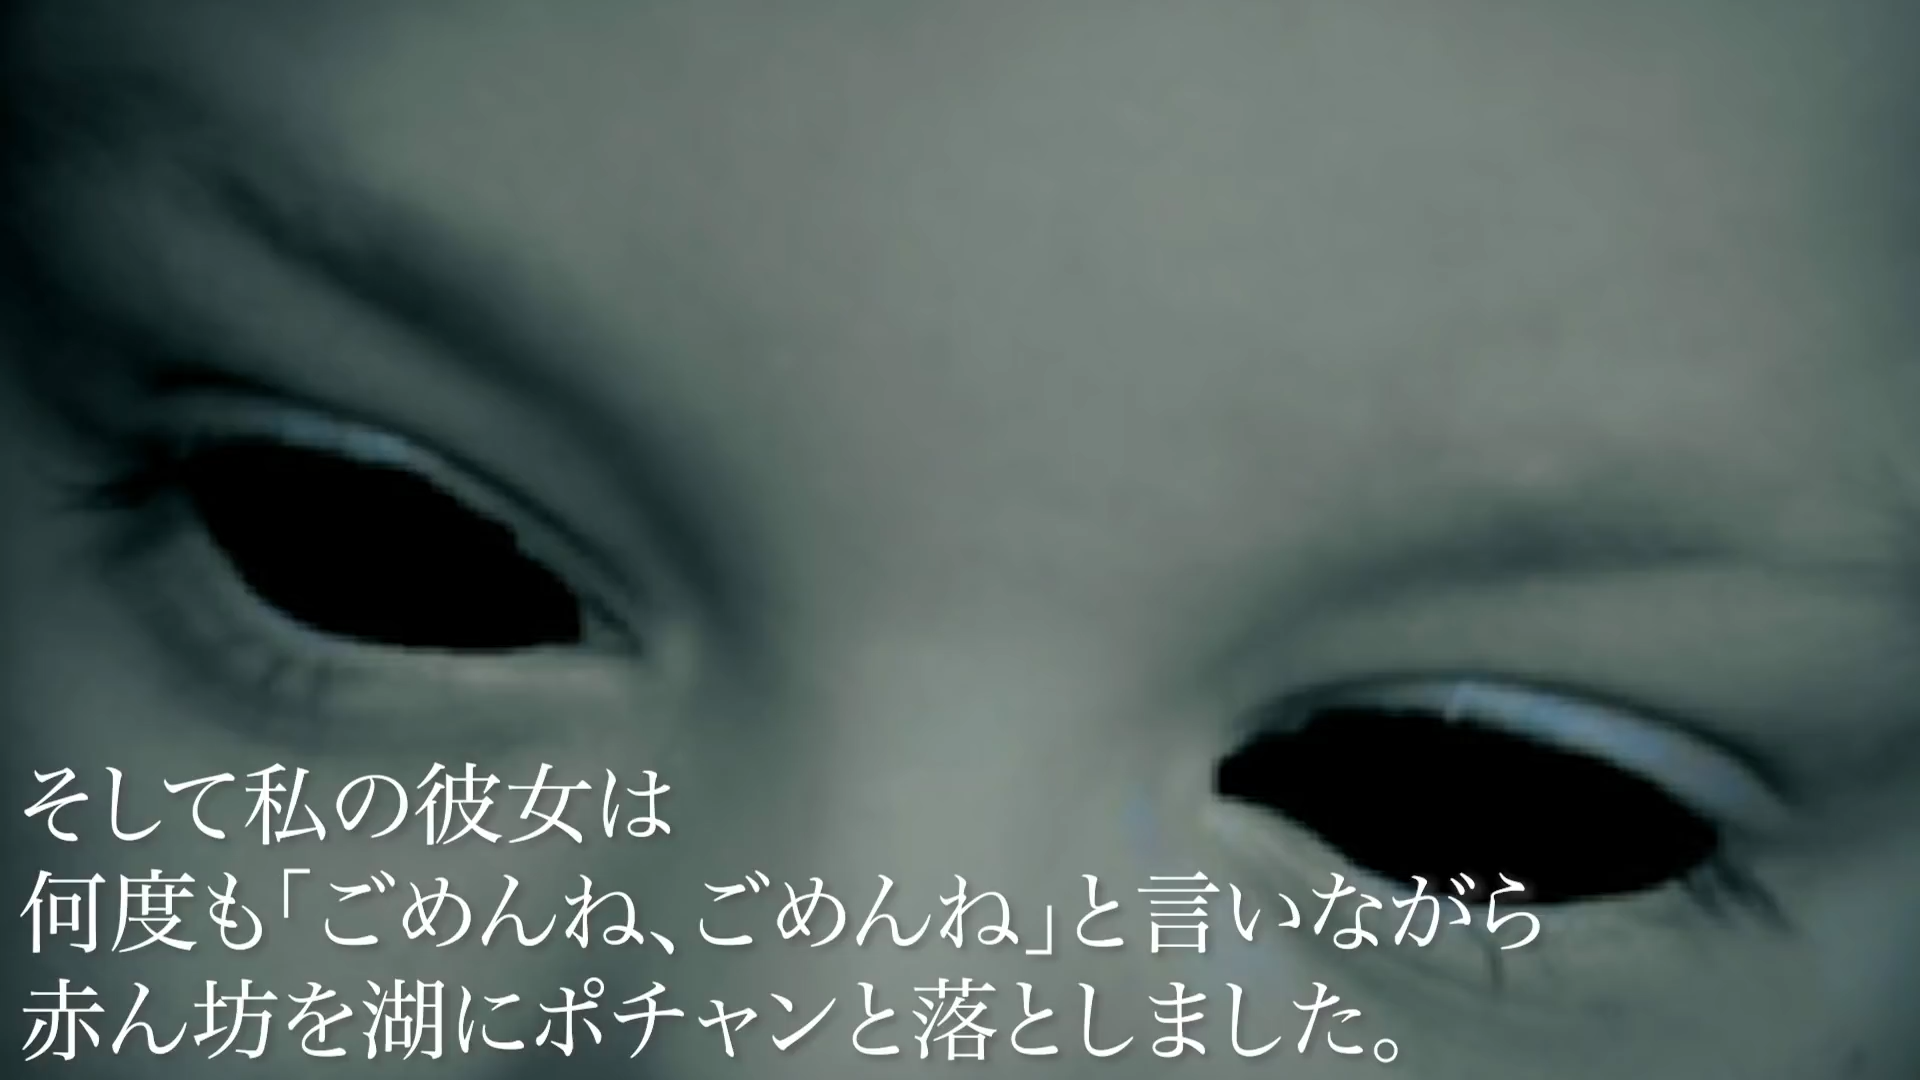 そして私の彼女は
何度も「ごめんね、ごめんね」と言いながら
赤ん坊を湖にポチャンと落としました。